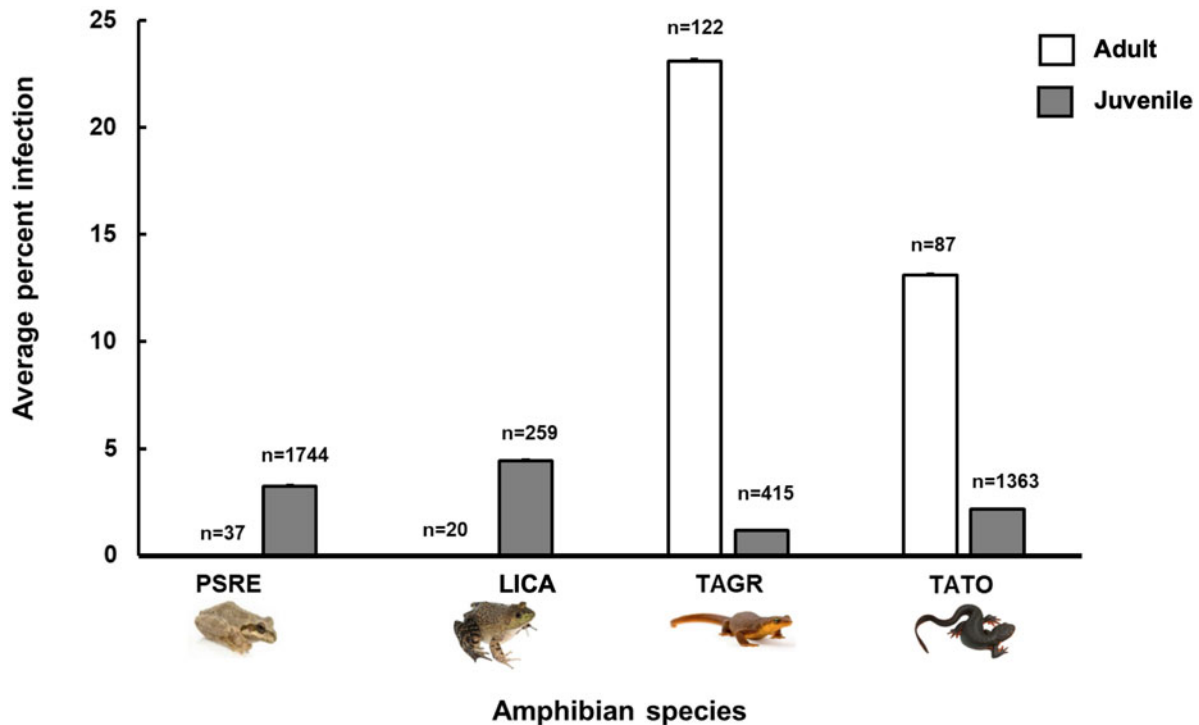 Average percent infection
25
20
15
10
5
0
n=122
Adult
Juvenile
n=87
n=1744
n=259
n=37
n=20
n=415
n=1363
PSRE LICA TAGR TATO
Amphibian species